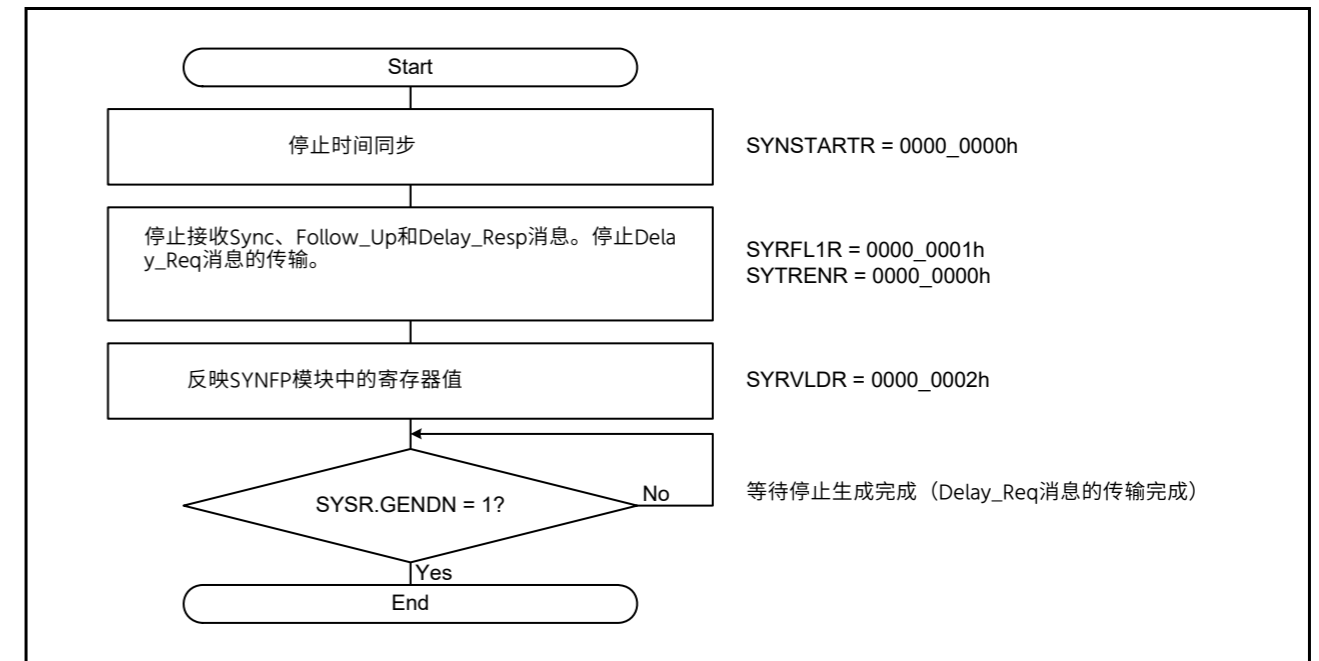 Start
停止时间同步
SYNSTARTR = 0000_0000h
停止接收Sync、Follow_Up和Delay_Resp消息。停止Dela
y_Req消息的传输。
SYRFL1R = 0000_0001h
SYTRENR = 0000_0000h
反映SYNFP模块中的寄存器值
SYRVLDR = 0000_0002h
SYSR.GENDN = 1?
No
等待停止生成完成（Delay_Req消息的传输完成）
Yes
End